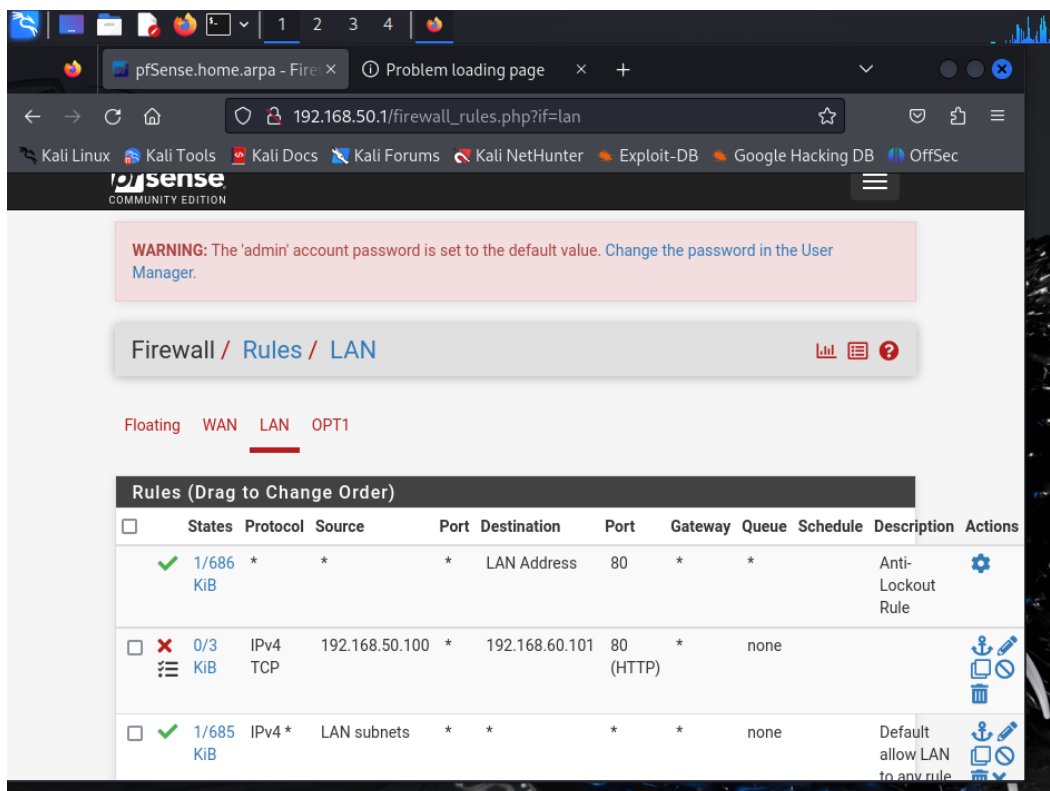 1 2 3 4
pfSense.home.arpa - Fire
Problem loading page
192.168.50.1/firewall_rules.php?if=lan
Kali Linux Kali Tools Kali Docs Kali Forums Kali NetHunter Exploit-DB Google Hacking DB OffSec
pfsense
COMMUNITY EDITION
WARNING: The 'admin' account password is set to the default value. Change the password in the User
Manager.
Firewall / Rules / LAN
Floating WAN LAN OPT1
Rules (Drag to Change Order)
States Protocol Source Port Destination Port Gateway Queue Schedule Description Actions
1/686 * * * LAN Address 80 * * Anti-
KiB Lockout
Rule
0/3 IPv4 192.168.50.100 * 192.168.60.101 80 * none
KiB TCP (HTTP)
1/685 IPv4 * LAN subnets * * * * none Default
KiB allow LAN
to any rule